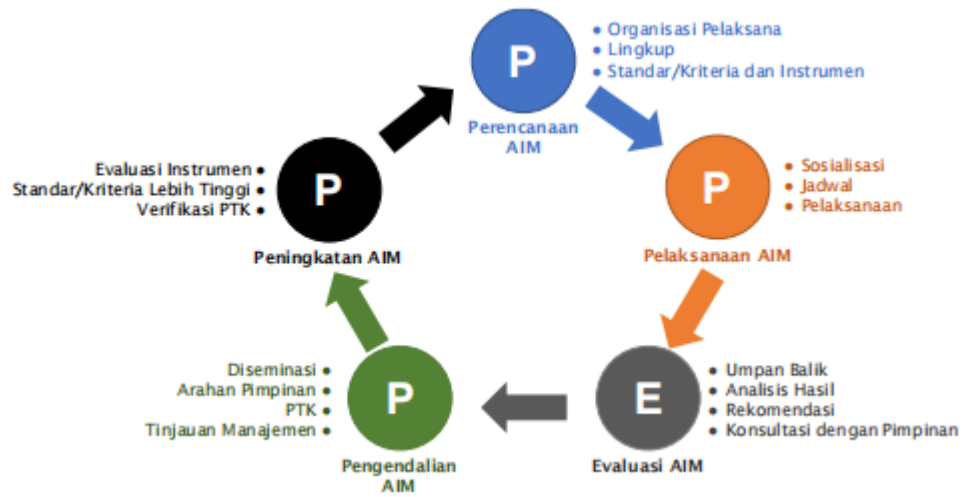 P
Perencanaan
AIM
• Organisasi Pelaksana
• Lingkup
• Standar/Kriteria dan Instrumen
P
Pelaksanaan AIM
• Sosialisasi
• Jadwal
• Pelaksanaan
E
Evaluasi AIM
• Umpan Balik
• Analisis Hasil
• Rekomendasi
• Konsultasi dengan Pimpinan
P
Pengendalian
AIM
Diseminasi •
Arahan Pimpinan •
PTK •
Tinjauan Manajemen •
P
Peningkatan AIM
Evaluasi Instrumen •
Standar/Kriteria Lebih Tinggi •
Verifikasi PTK •